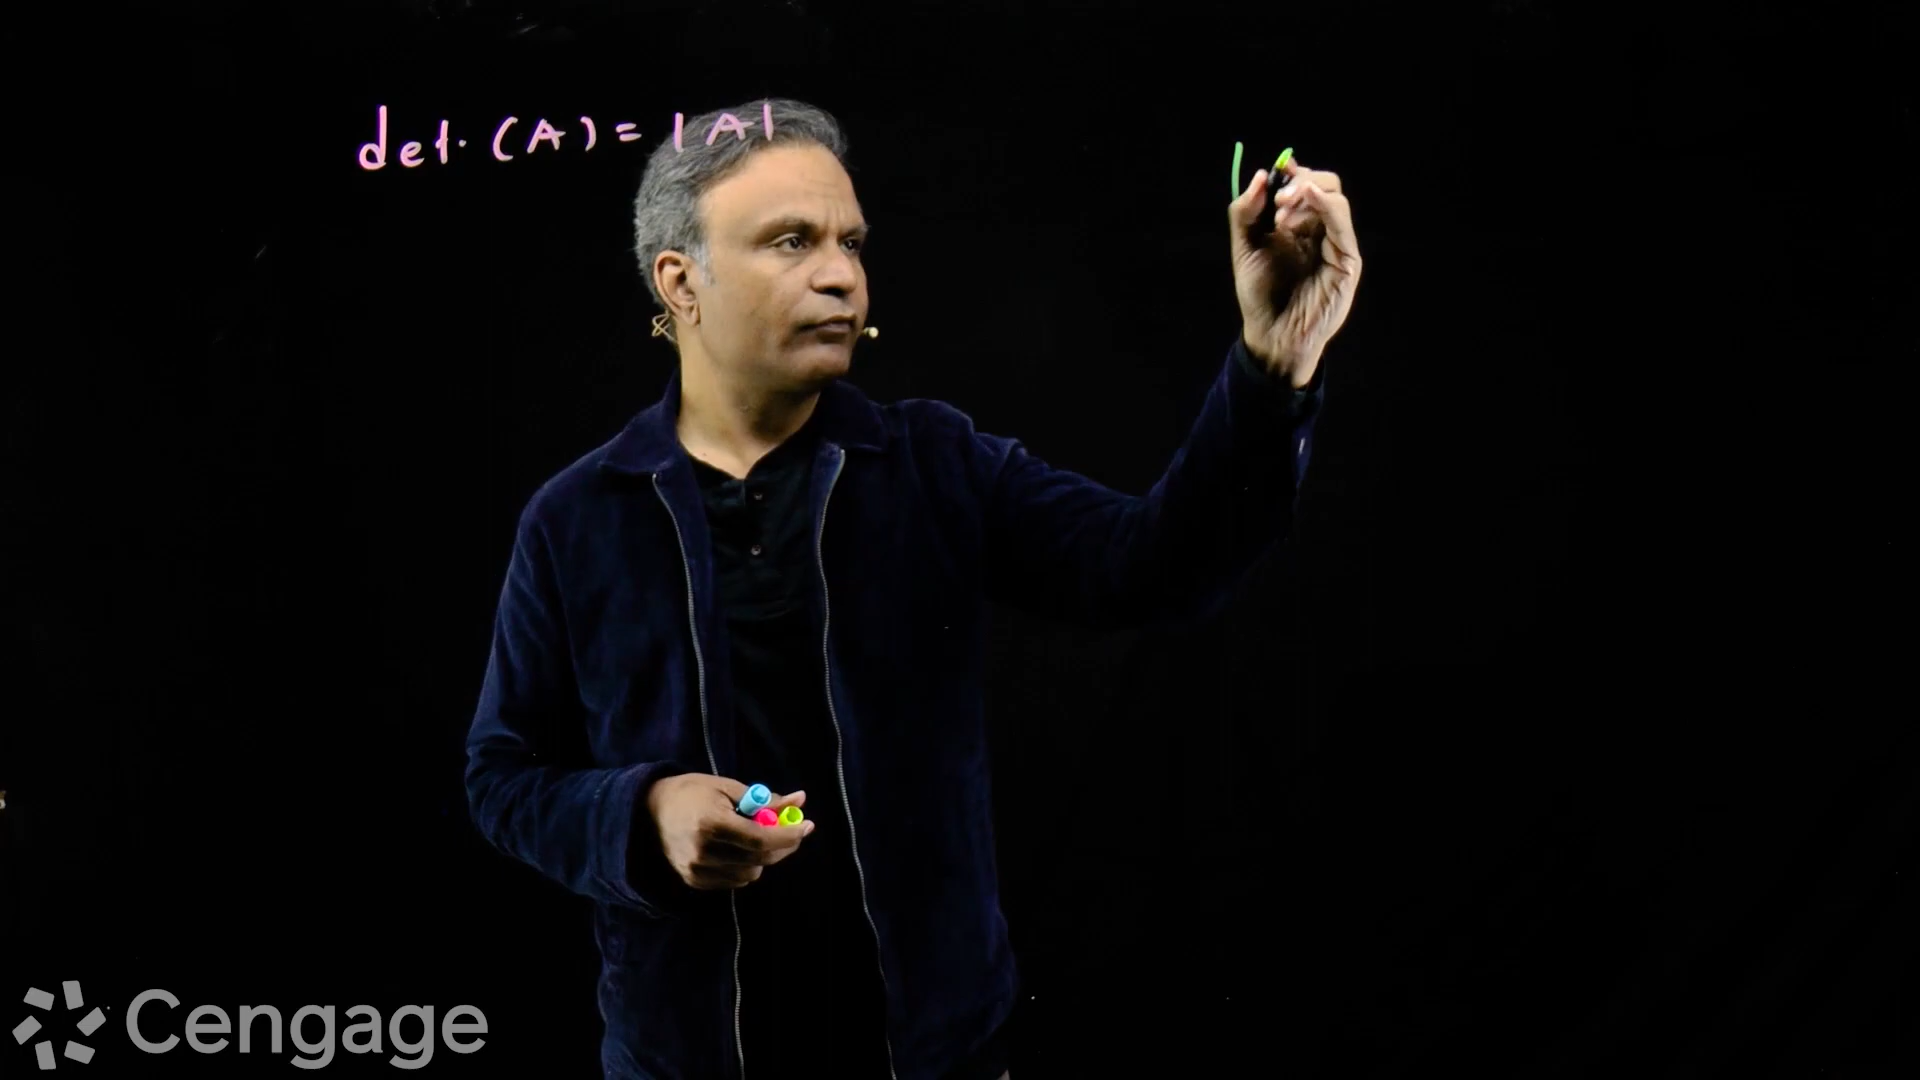 det. (A) = |A|
Cengage